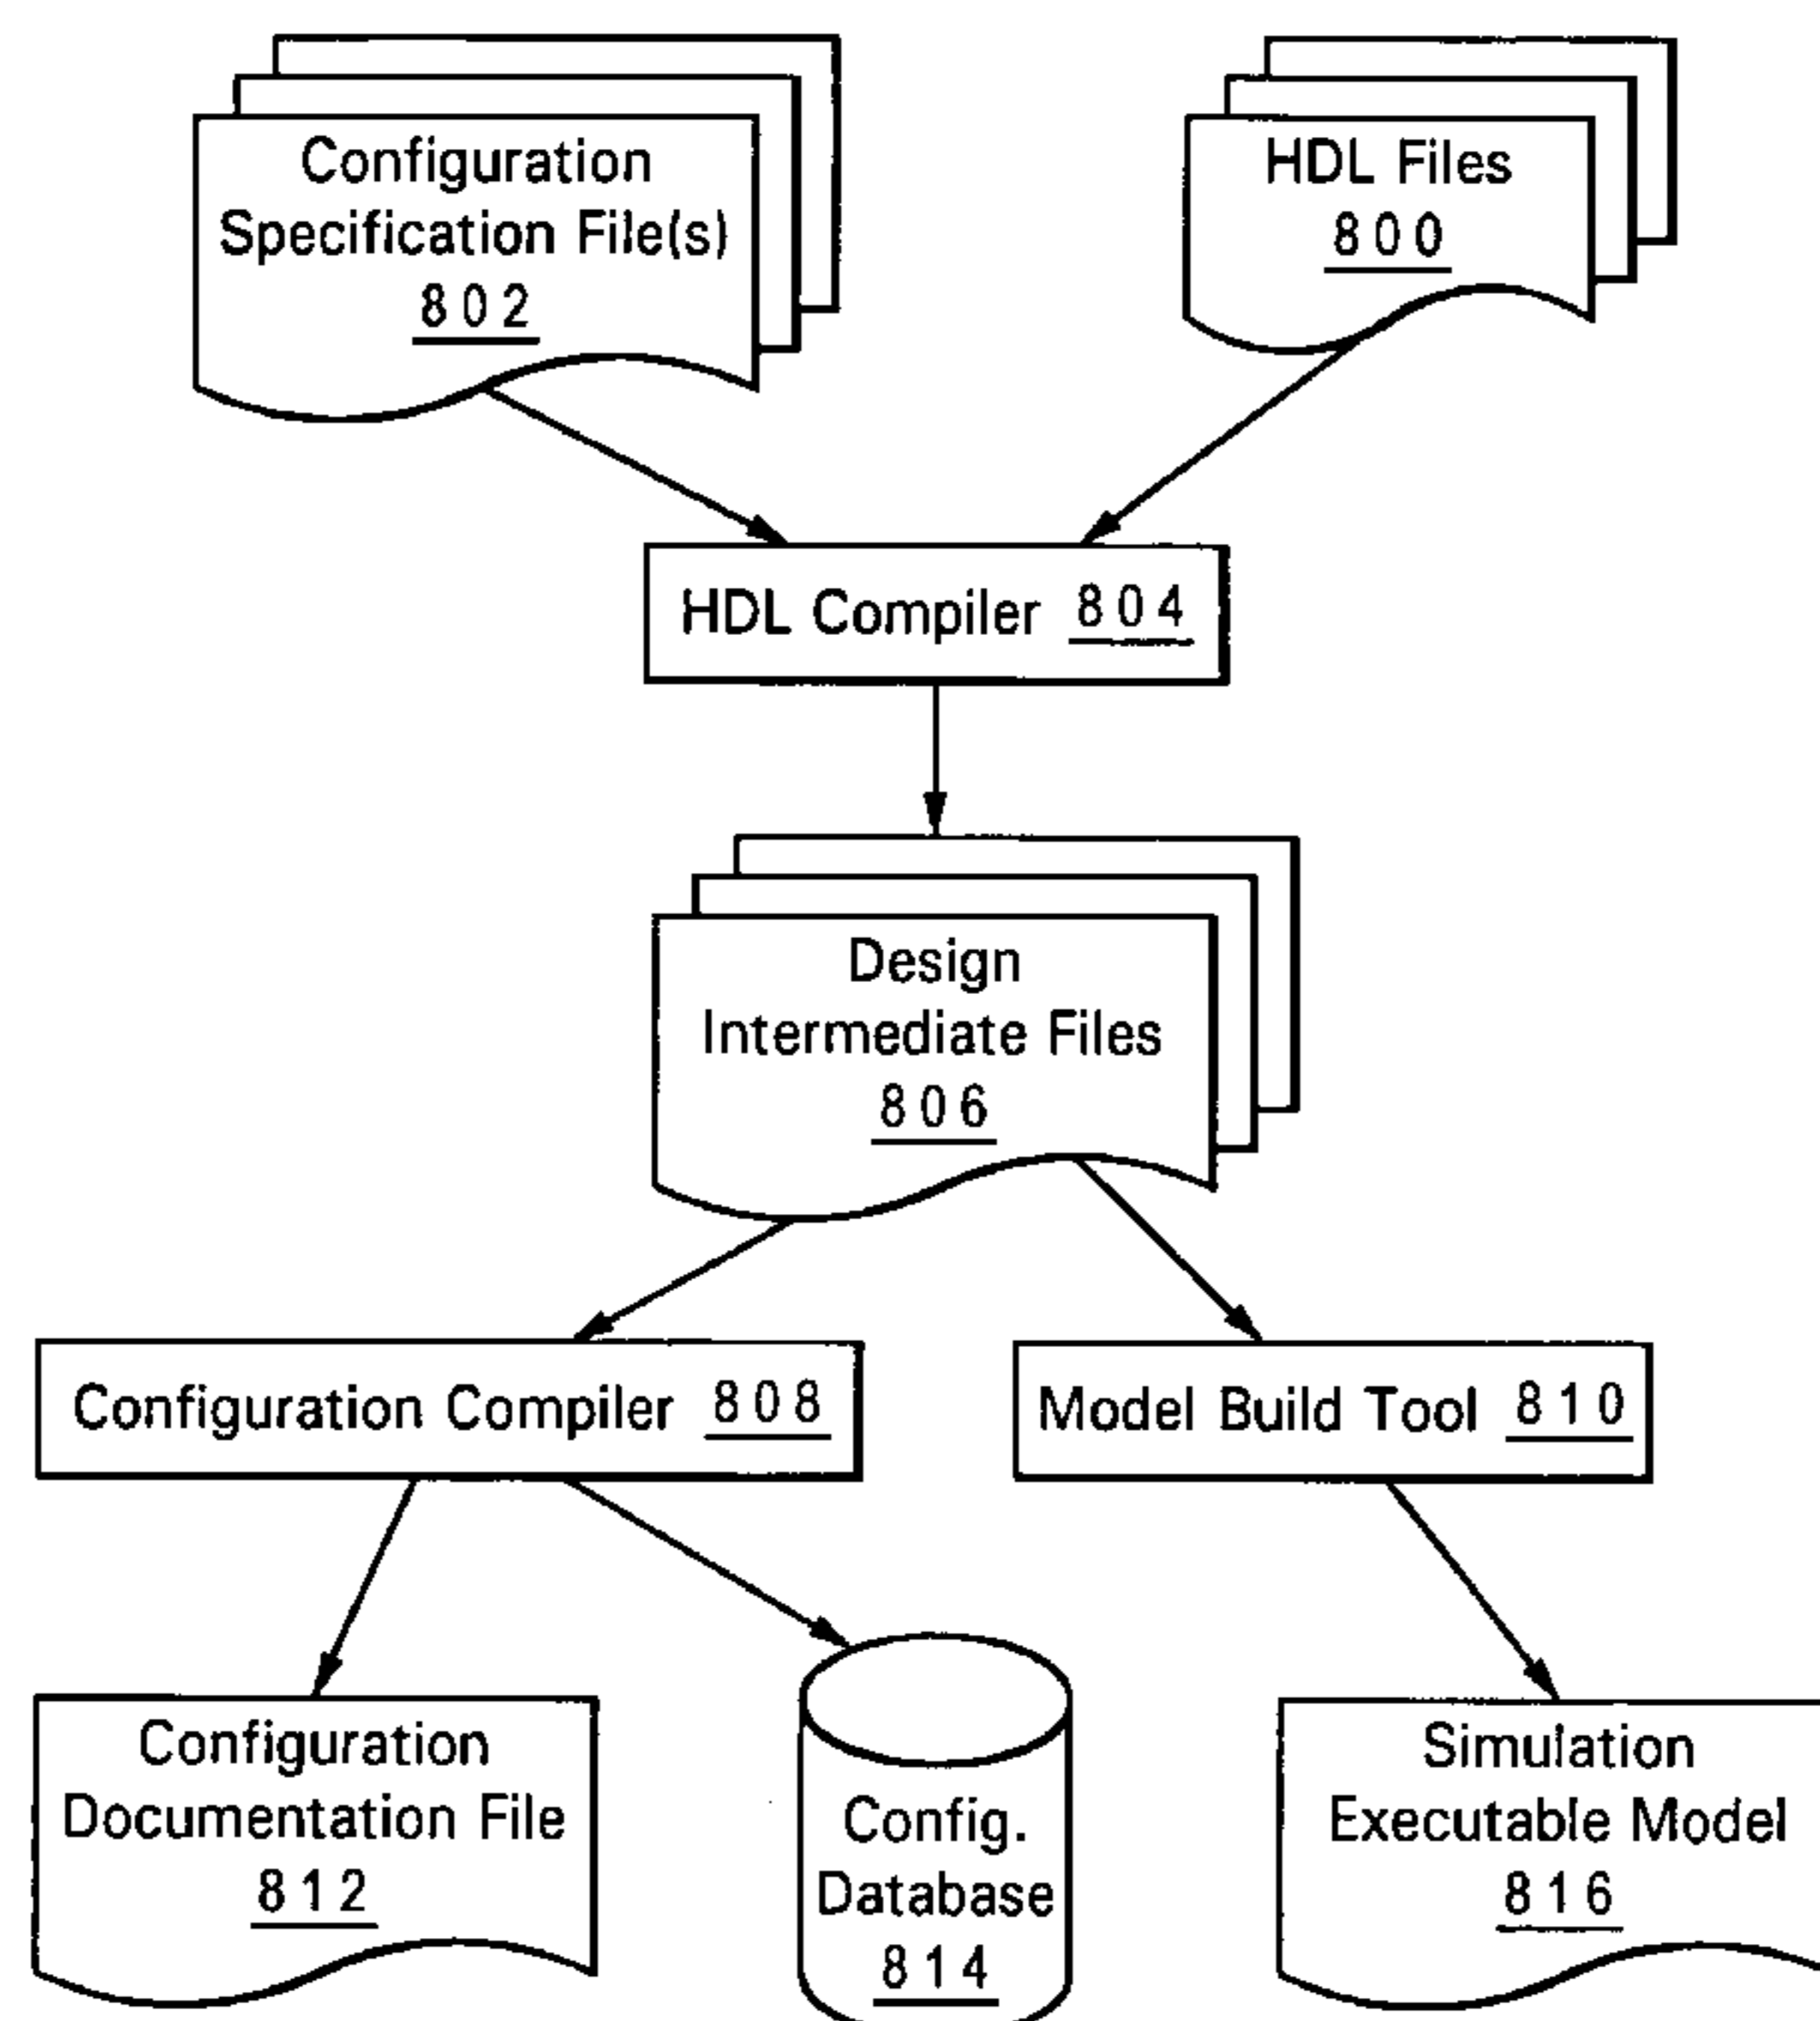 Configuration
Specification File(s)
802
HDL Files
800
HDL Compiler 804
Design
Intermediate Files
806
Configuration Compiler 808
Model Build Tool 810
Configuration
Documentation File
812
Config.
Database
814
Simulation
Executable Model
816